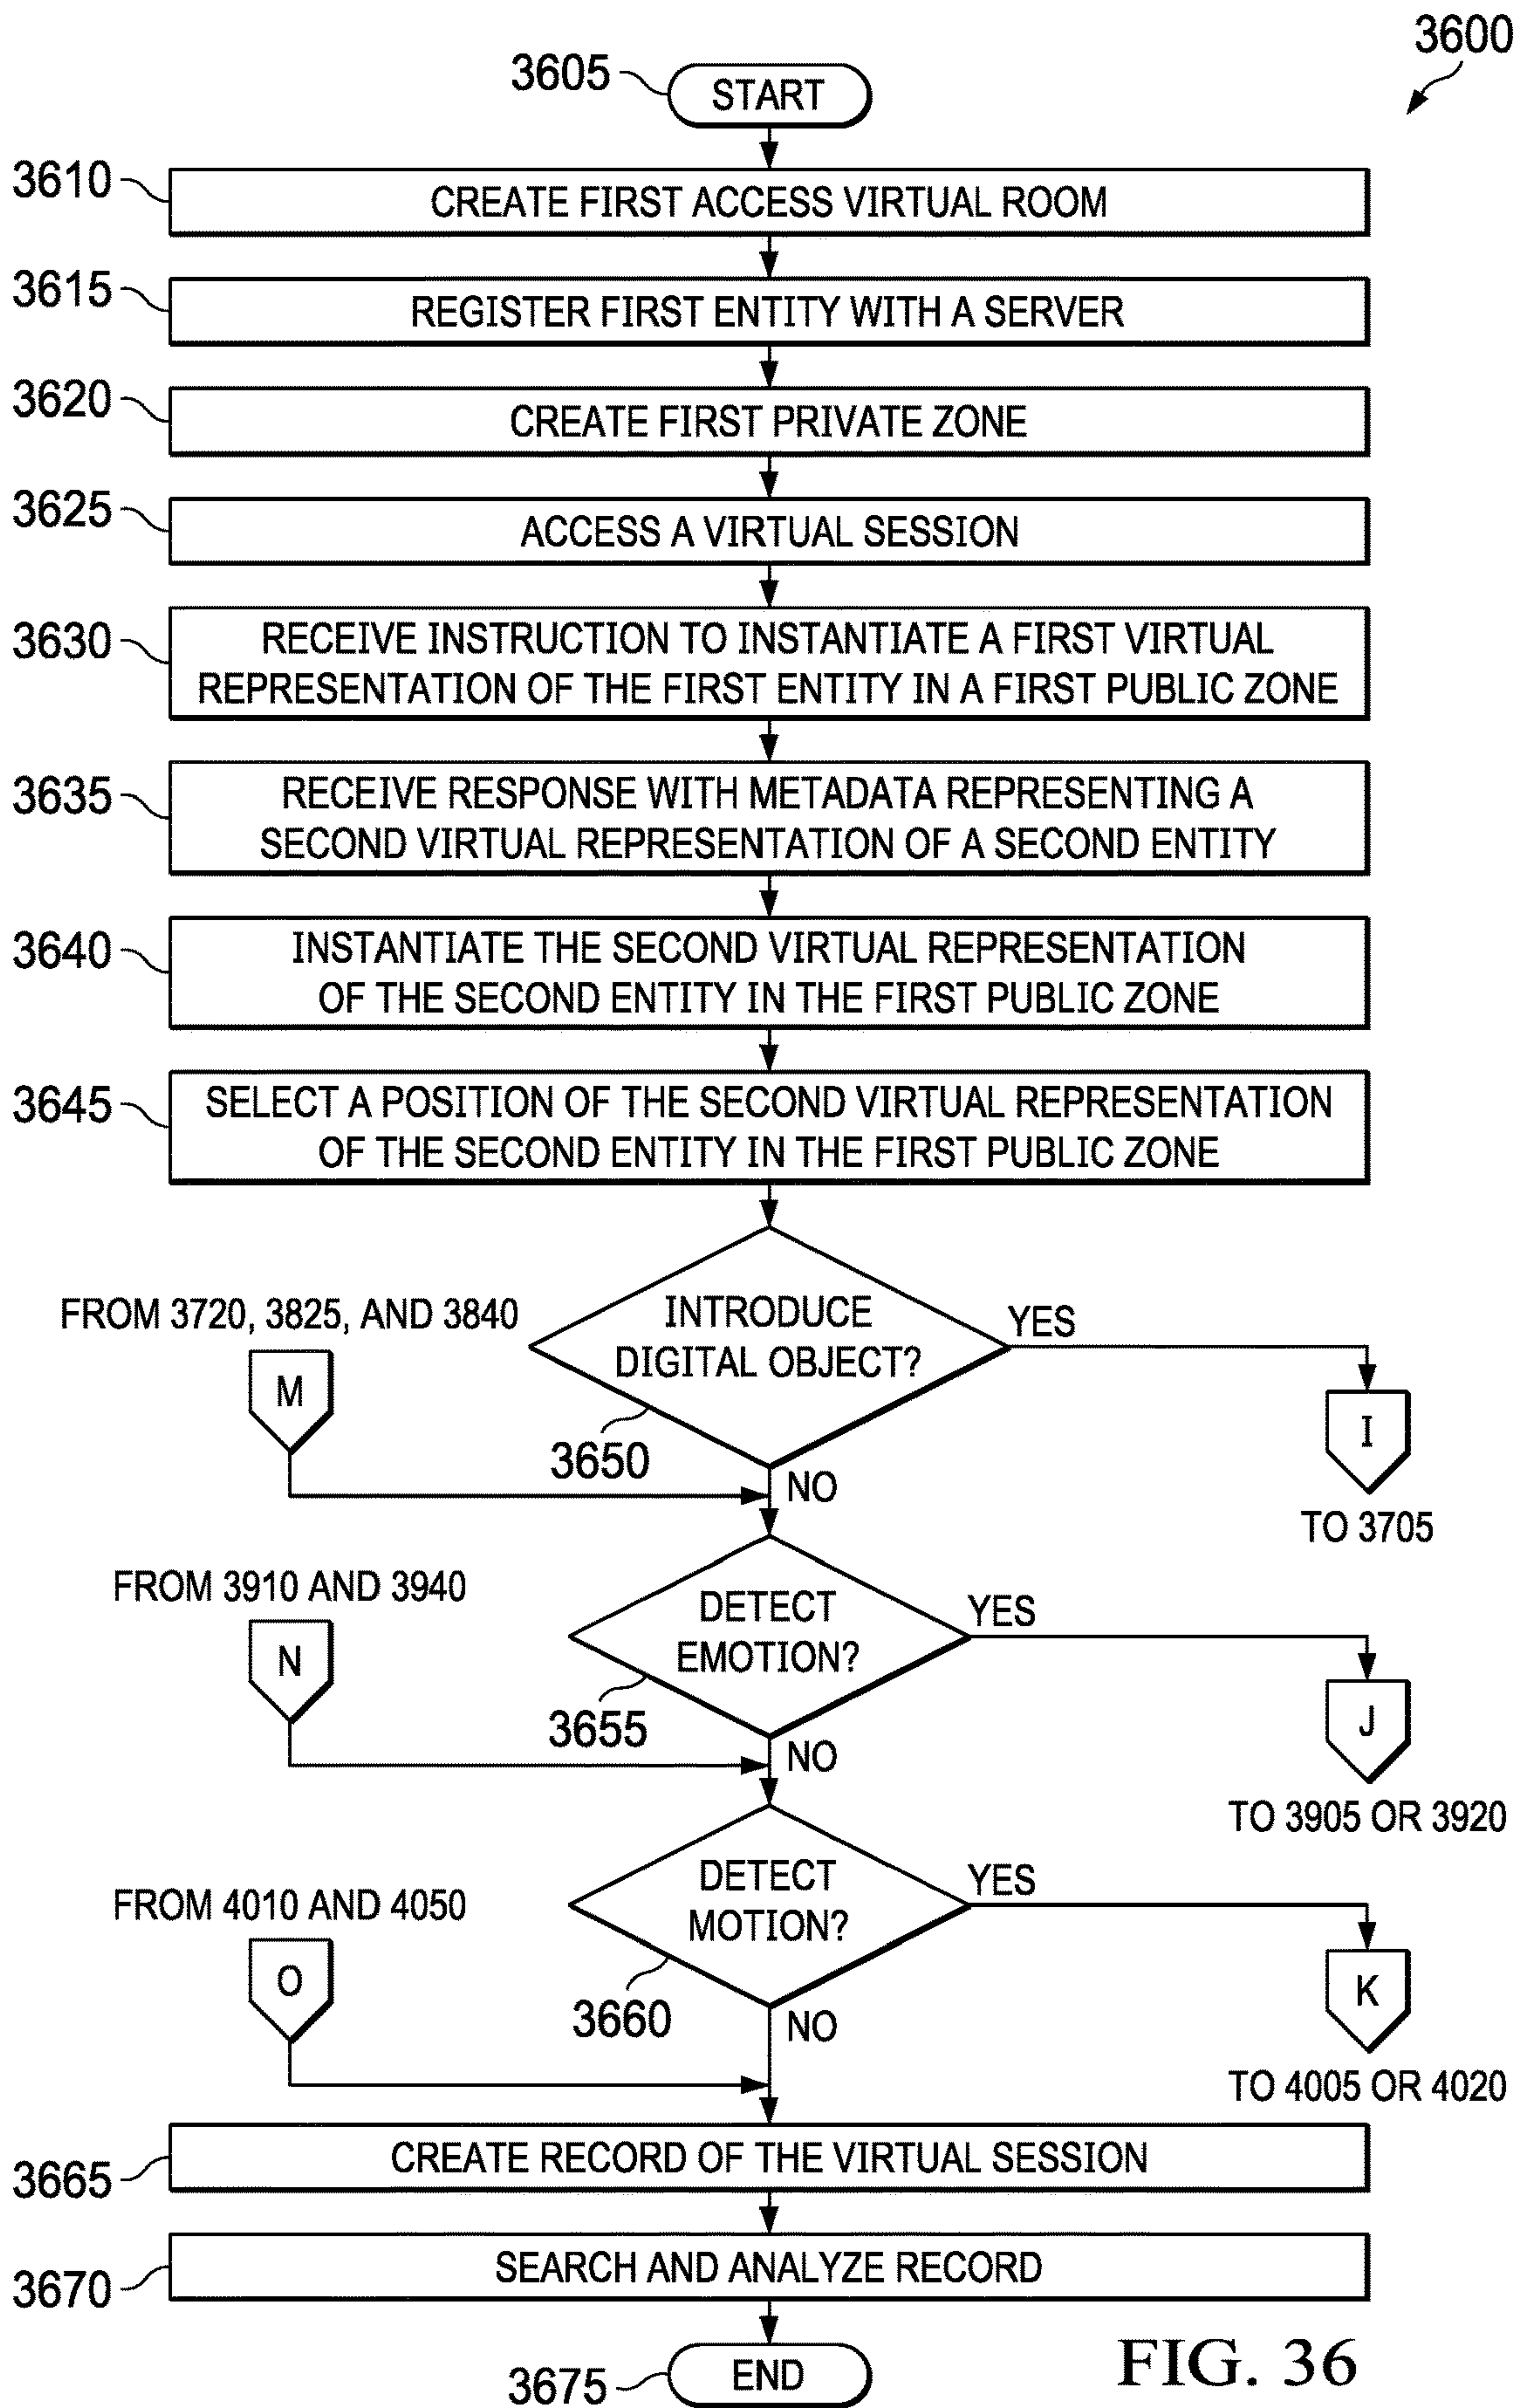 3600
3605
START
3610
CREATE FIRST ACCESS VIRTUAL ROOM
3615
REGISTER FIRST ENTITY WITH A SERVER
3620
CREATE FIRST PRIVATE ZONE
3625
ACCESS A VIRTUAL SESSION
3630
RECEIVE INSTRUCTION TO INSTANTIATE A FIRST VIRTUAL
REPRESENTATION OF THE FIRST ENTITY IN A FIRST PUBLIC ZONE
3635
RECEIVE RESPONSE WITH METADATA REPRESENTING A
SECOND VIRTUAL REPRESENTATION OF A SECOND ENTITY
3640
INSTANTIATE THE SECOND VIRTUAL REPRESENTATION
OF THE SECOND ENTITY IN THE FIRST PUBLIC ZONE
3645
SELECT A POSITION OF THE SECOND VIRTUAL REPRESENTATION
OF THE SECOND ENTITY IN THE FIRST PUBLIC ZONE
FROM 3720, 3825, AND 3840
M
INTRODUCE
DIGITAL OBJECT?
3650
YES
I
TO 3705
NO
FROM 3910 AND 3940
N
DETECT
EMOTION?
3655
YES
J
TO 3905 OR 3920
NO
FROM 4010 AND 4050
O
DETECT
MOTION?
3660
YES
K
TO 4005 OR 4020
NO
3665
CREATE RECORD OF THE VIRTUAL SESSION
3670
SEARCH AND ANALYZE RECORD
3675
END
FIG. 36